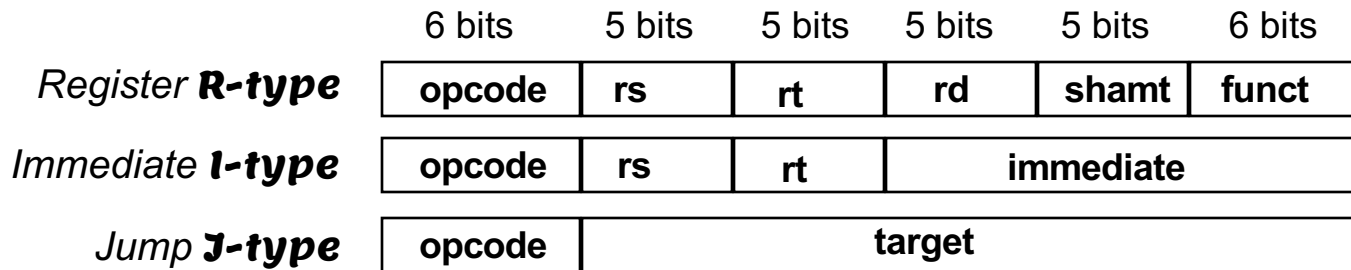 6 bits 5 bits 5 bits 5 bits 5 bits 6 bits
Register R-type opcode rs rt rd shamt funct
Immediate I-type opcode rs rt immediate
Jump J-type opcode target